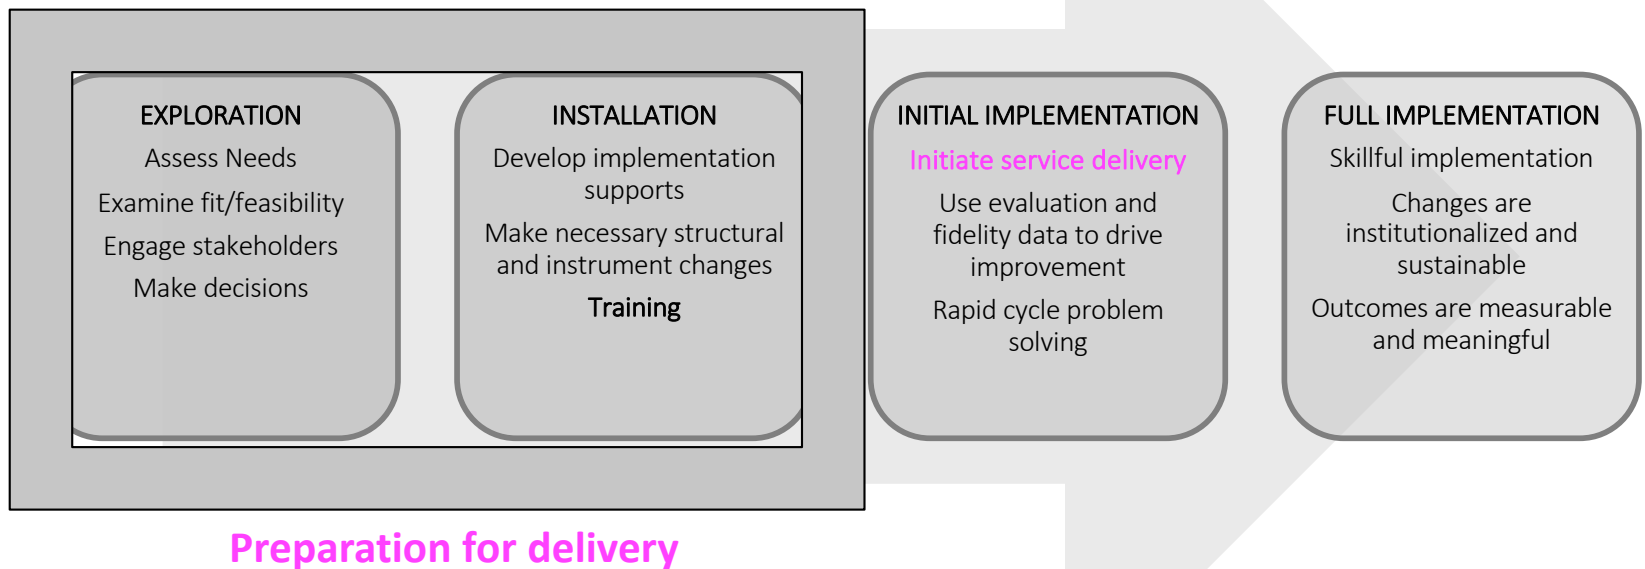 EXPLORATION
Assess Needs
Examine fit/feasibility
Engage stakeholders
Make decisions
INSTALLATION
Develop implementation
supports
Make necessary structural
and instrument changes
Training
INITIAL IMPLEMENTATION
Initiate service delivery
Use evaluation and
fidelity data to drive
improvement
Rapid cycle problem
solving
FULL IMPLEMENTATION
Skillful implementation
Changes are
institutionalized and
sustainable
Outcomes are measurable
and meaningful
Preparation for delivery